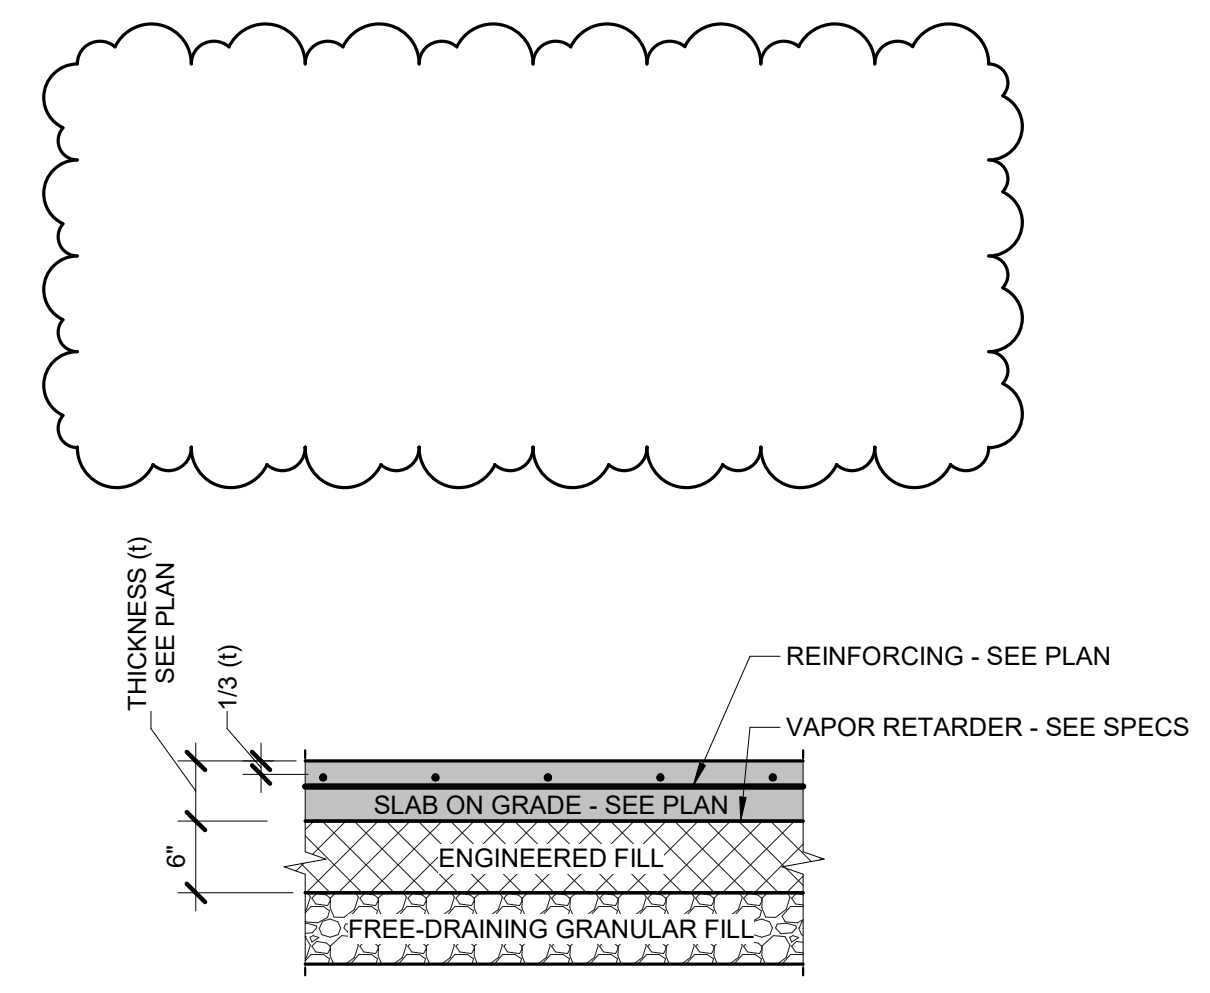 THICKNESS (t)
SEE PLAN
1/3 (t)
REINFORCING - SEE PLAN
VAPOR RETARDER - SEE SPECS
SLAB ON GRADE - SEE PLAN
6"
ENGINEERED FILL
FREE-DRAINING GRANULAR FILL